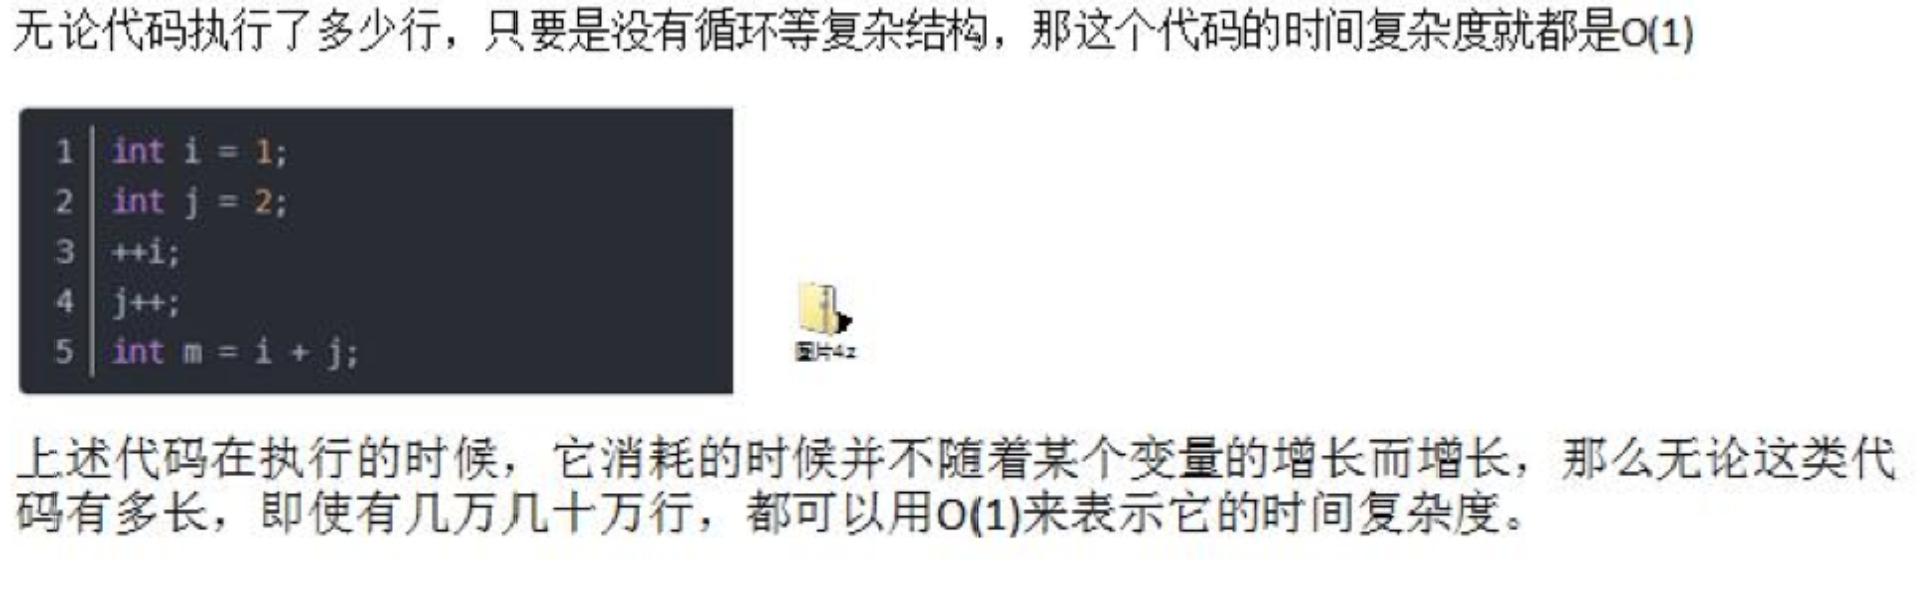 无论代码执行了多少行，只要是没有循环等复杂结构，那这个代码的时间复杂度就都是O(1)
1 int i = 1;
2 int j = 2;
3 ++i;
4 j++;
5 int m = i + j;
图片4z
上述代码在执行的时候，它消耗的时候并不随着某个变量的增长而增长，那么无论这类代
码有多长，即使有几万几十万行，都可以用O(1)来表示它的时间复杂度。